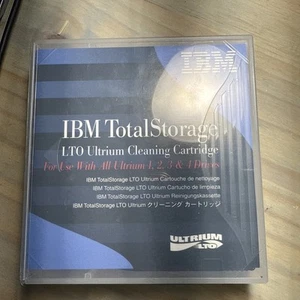 IBM
IBM TotalStorage
LTO Ultrium Cleaning Cartridge
For Use With All Ultrium 1, 2, 3 & 4 Drives
IBM TotalStorage LTO Ultrium Cartouche de nettoyage
IBM TotalStorage LTO Ultrium Cartucho de limpieza
IBM TotalStorage LTO Ultrium Reinigungskassette
IBM TotalStorage LTO Ultrium クリーニング カートリッジ
ULTRIUM
LTO